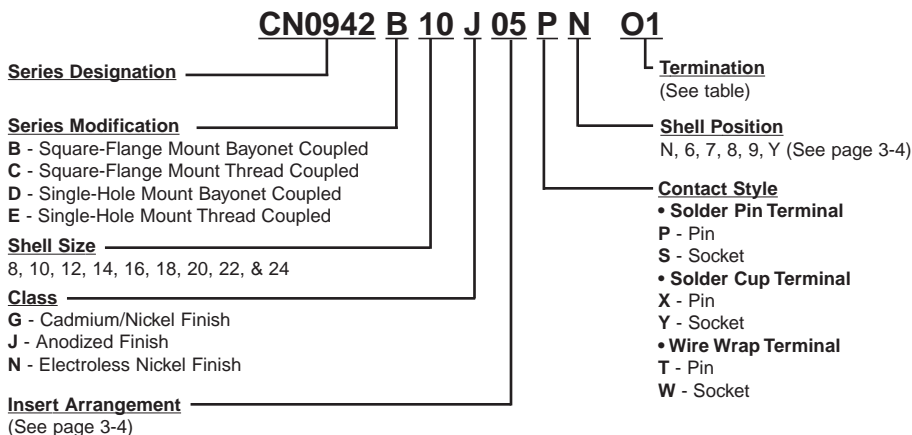 CN0942 B 10 J 05 P N O1
Series Designation
Series Modification
B - Square-Flange Mount Bayonet Coupled
C - Square-Flange Mount Thread Coupled
D - Single-Hole Mount Bayonet Coupled
E - Single-Hole Mount Thread Coupled
Shell Size
8, 10, 12, 14, 16, 18, 20, 22, & 24
Class
G - Cadmium/Nickel Finish
J - Anodized Finish
N - Electroless Nickel Finish
Insert Arrangement
(See page 3-4)
Termination
(See table)
Shell Position
N, 6, 7, 8, 9, Y (See page 3-4)
Contact Style
• Solder Pin Terminal
P - Pin
S - Socket
• Solder Cup Terminal
X - Pin
Y - Socket
• Wire Wrap Terminal
T - Pin
W - Socket